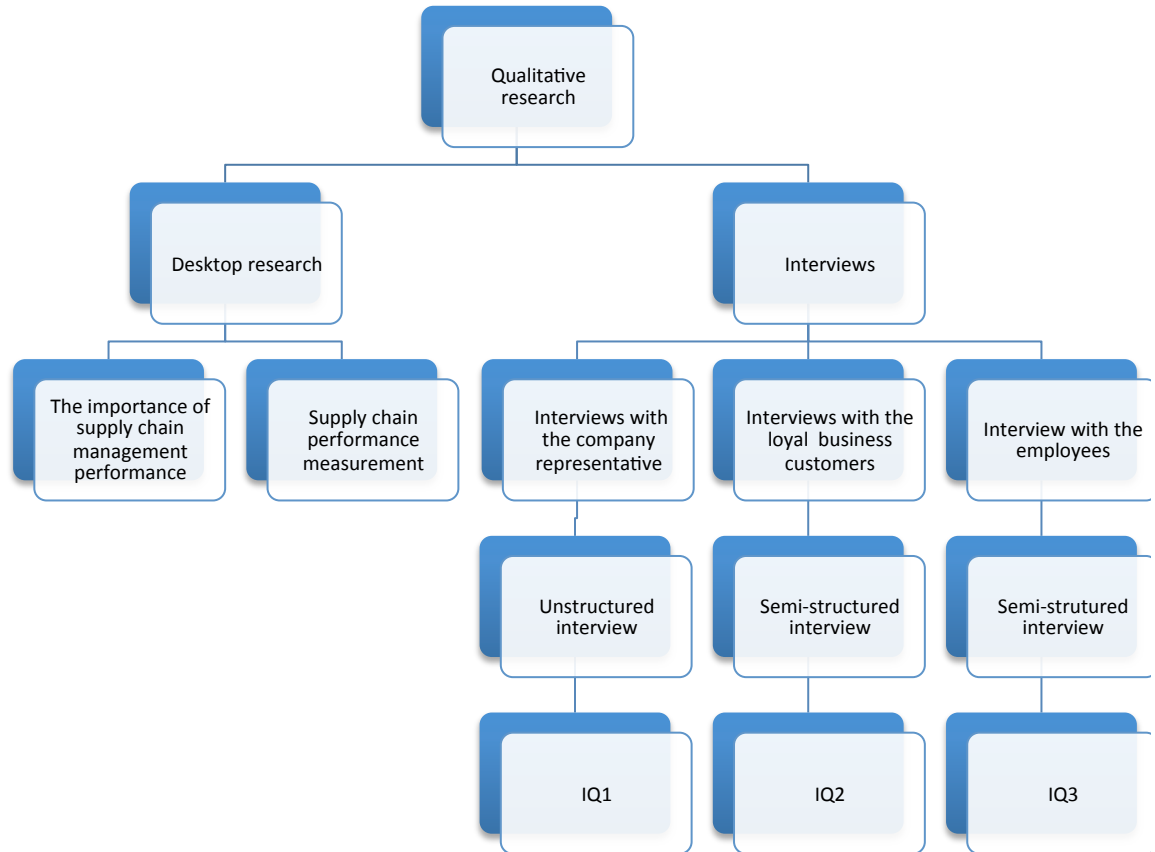 Qualitative
research
Desktop research
Interviews
The importance of
supply chain
management
performance
Supply chain
performance
measurement
Interviews with
the company
representative
Interviews with the
loyal business
customers
Interview with the
employees
Unstructured
interview
Semi-structured
interview
Semi-strutured
interview
IQ1
IQ2
IQ3